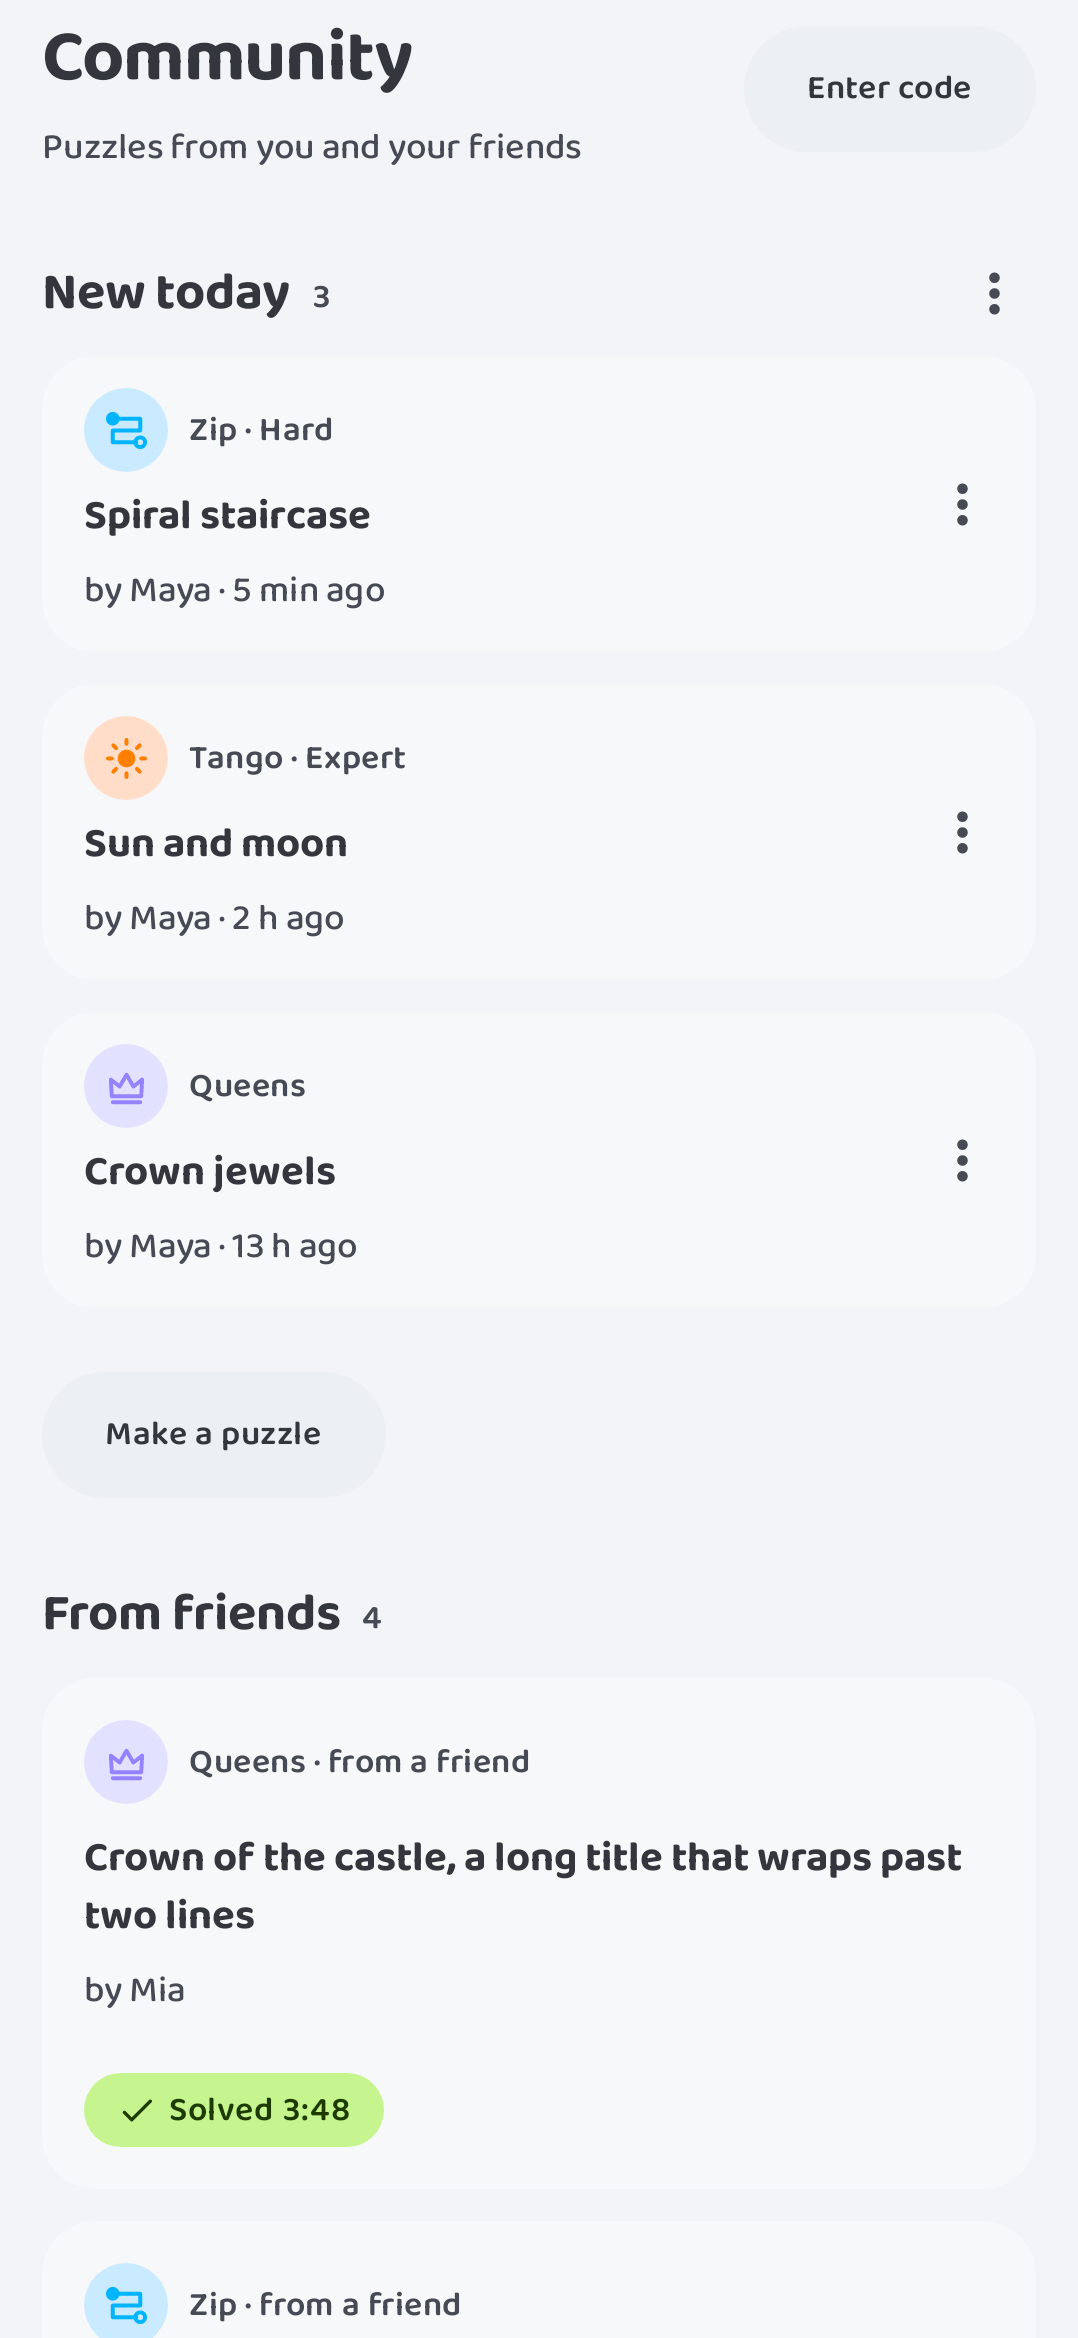 Community
Enter code
Puzzles from you and your friends
New today 3
Zip · Hard
Spiral staircase
by Maya · 5 min ago
Tango · Expert
Sun and moon
by Maya · 2 h ago
Queens
Crown jewels
by Maya · 13 h ago
Make a puzzle
From friends 4
Queens · from a friend
Crown of the castle, a long title that wraps past
two lines
by Mia
Solved 3:48
Zip · from a friend